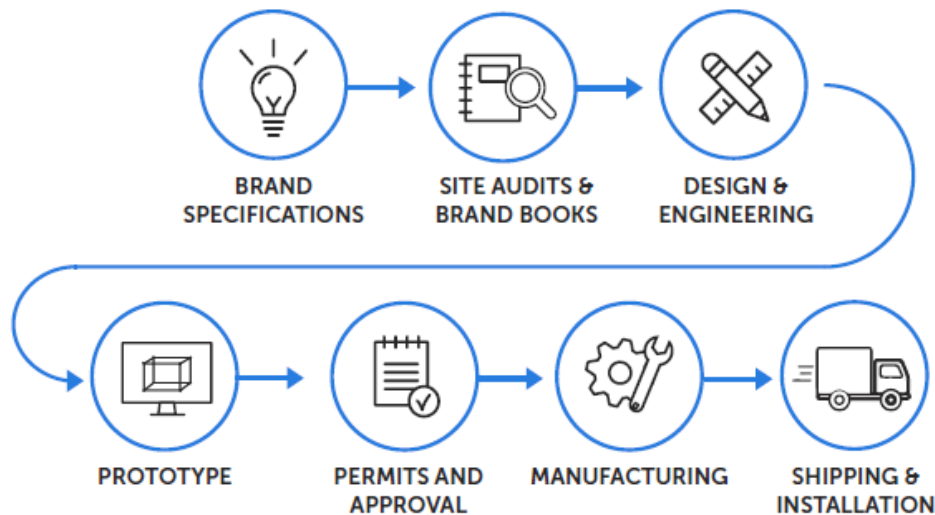 BRAND
SPECIFICATIONS
SITE AUDITS &
BRAND BOOKS
DESIGN &
ENGINEERING
PROTOTYPE
PERMITS AND
APPROVAL
MANUFACTURING
SHIPPING &
INSTALLATION